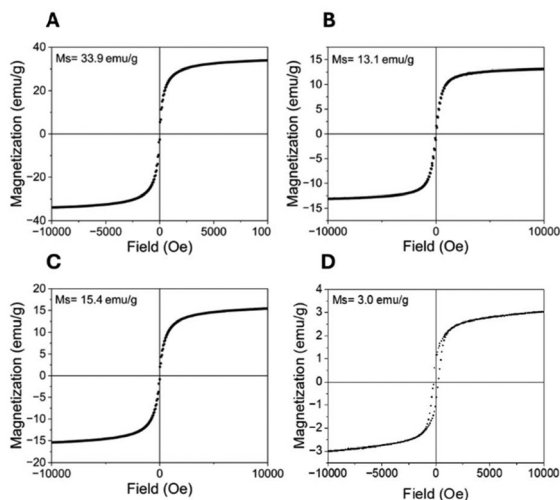 A
Ms= 33.9 emu/g
Magnetization (emu/g)
40
20
0
−20
−40
−10000 −5000 0 5000 100
Field (Oe)
B
Ms= 13.1 emu/g
Magnetization (emu/g)
15
10
5
0
−5
−10
−15
−10000 −5000 0 5000 10000
Field (Oe)
C
Ms= 15.4 emu/g
Magnetization (emu/g)
20
15
10
5
0
−5
−10
−15
−20
−10000 −5000 0 5000 10000
Field (Oe)
D
Ms= 3.0 emu/g
Magnetization (emu/g)
4
3
2
1
0
−1
−2
−3
−10000 −5000 0 5000 10000
Field (Oe)